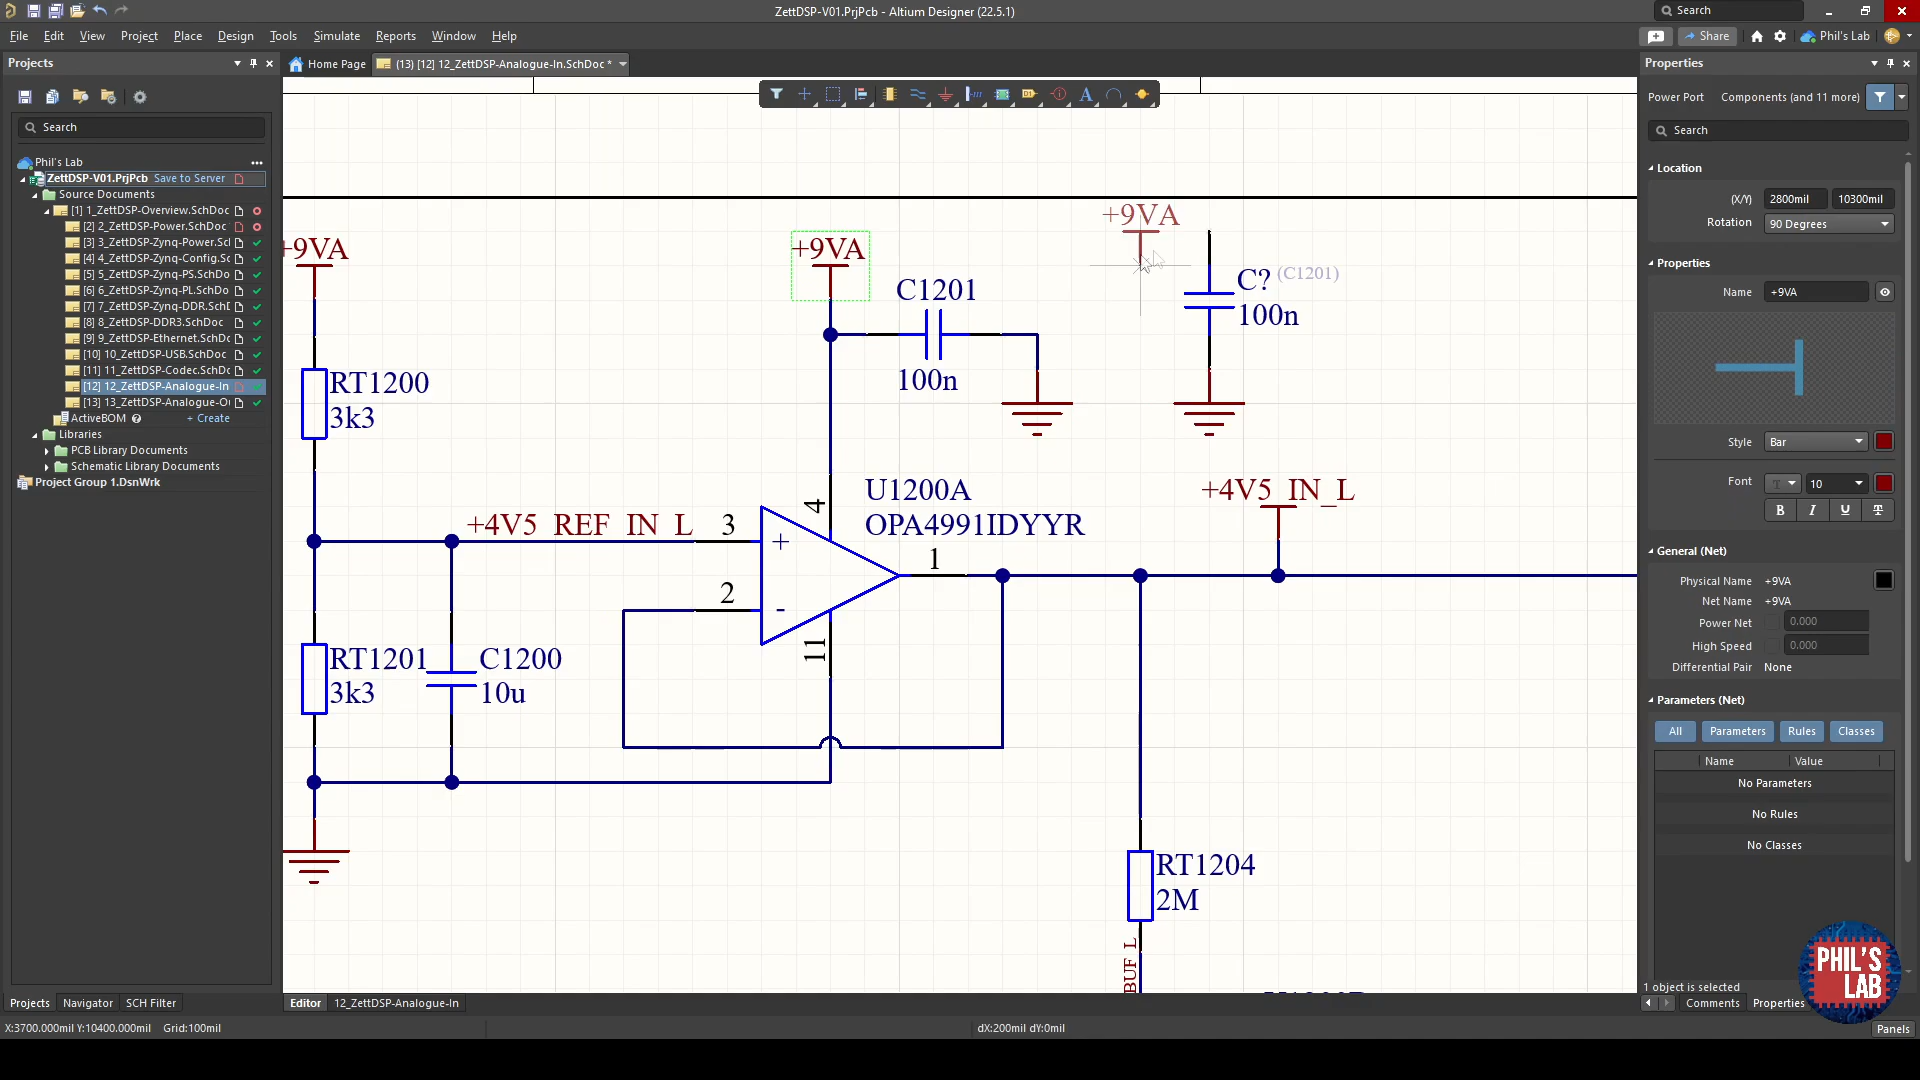 ZettDSP-V01.PrjPcb - Altium Designer (22.5.1)
Search
File Edit View Project Place Design Tools Simulate Reports Window Help
Share
Phil's Lab
Projects
Home Page
(13) [12] 12_ZettDSP-Analogue-In.SchDoc *
Properties
Power Port Components (and 11 more)
Search
Search
Phil's Lab
ZettDSP-V01.PrjPcb Save to Server
Source Documents
[1] 1_ZettDSP-Overview.SchDoc
[2] 2_ZettDSP-Power.SchDoc
[3] 3_ZettDSP-Zynq-Power.Scl
[4] 4_ZettDSP-Zynq-Config.Sc
[5] 5_ZettDSP-Zynq-PS.SchDo
[6] 6_ZettDSP-Zynq-PL.SchDo
[7] 7_ZettDSP-Zynq-DDR.Schl
[8] 8_ZettDSP-DDR3.SchDoc
[9] 9_ZettDSP-Ethernet.SchDc
[10] 10_ZettDSP-USB.SchDoc
[11] 11_ZettDSP-Codec.SchDc
[12] 12_ZettDSP-Analogue-In
[13] 13_ZettDSP-Analogue-O
ActiveBOM
+ Create
Libraries
PCB Library Documents
Schematic Library Documents
Project Group 1.DsnWrk
+9VA
+9VA
+9VA
C1201
100n
C? (C1201)
100n
RT1200
3k3
+4V5_REF_IN_L
3
2
4
11
1
+
-
U1200A
OPA4991IDYYR
+4V5_IN_L
RT1201
3k3
C1200
10u
RT1204
2M
BUF_L
Location
(X/Y) 2800mil 10300mil
Rotation 90 Degrees
Properties
Name +9VA
Style Bar
Font T 10
B I U T
General (Net)
Physical Name +9VA
Net Name +9VA
Power Net 0.000
High Speed 0.000
Differential Pair None
Parameters (Net)
All Parameters Rules Classes
Name Value
No Parameters
No Rules
No Classes
PHIL'S
LAB
1 object is selected
Comments Properties
Projects Navigator SCH Filter
Editor 12_ZettDSP-Analogue-In
X:3700.000mil Y:10400.000mil Grid:100mil
dX:200mil dY:0mil
Panels